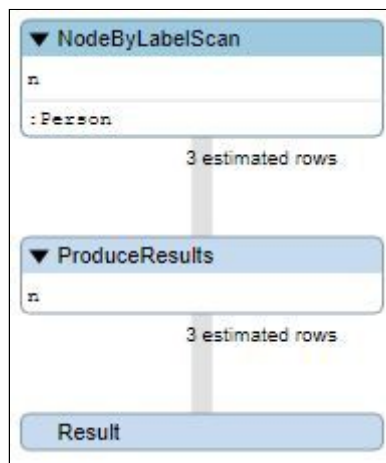 ▼ NodeByLabelScan
n
:Person
3 estimated rows
▼ ProduceResults
n
3 estimated rows
Result